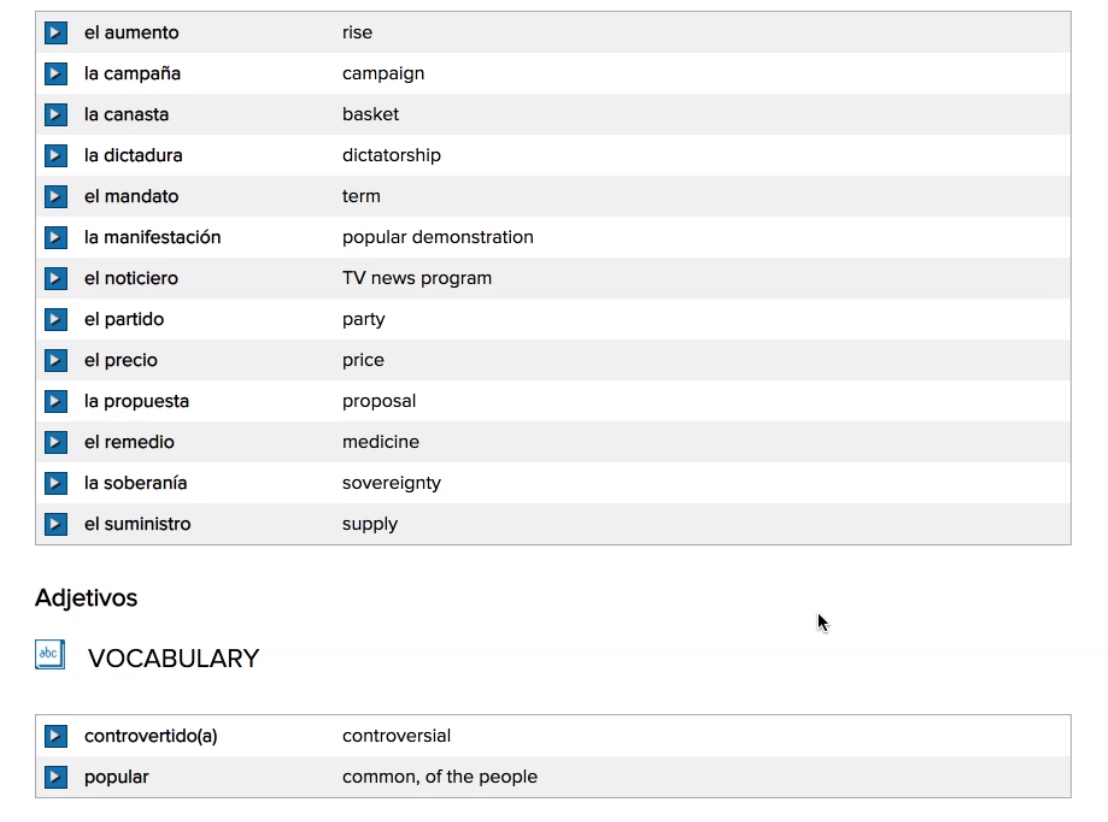 el aumento rise
la campaña campaign
la canasta basket
la dictadura dictatorship
el mandato term
la manifestación popular demonstration
el noticiero TV news program
el partido party
el precio price
la propuesta proposal
el remedio medicine
la soberanía sovereignty
el suministro supply
Adjetivos
abc VOCABULARY
controvertido(a) controversial
popular common, of the people